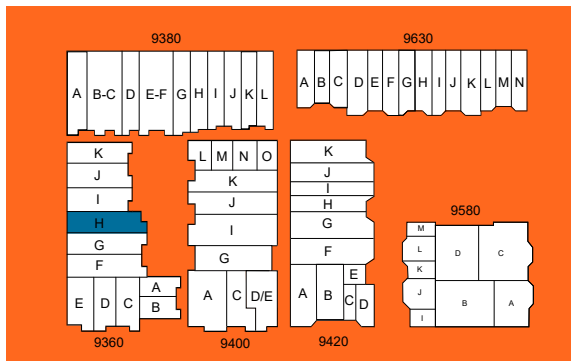 9380
A B-C D E-F G H I J K L
9630
A B C D E F G H I J K L M N
K
J
I
H
G
F
E D C A
B
9360
L M N O
K
J
I
G
A C D/E
9400
K
J
I
H
G
F
A B E
C D
9420
9580
M
L
K
J
I
D C
B A